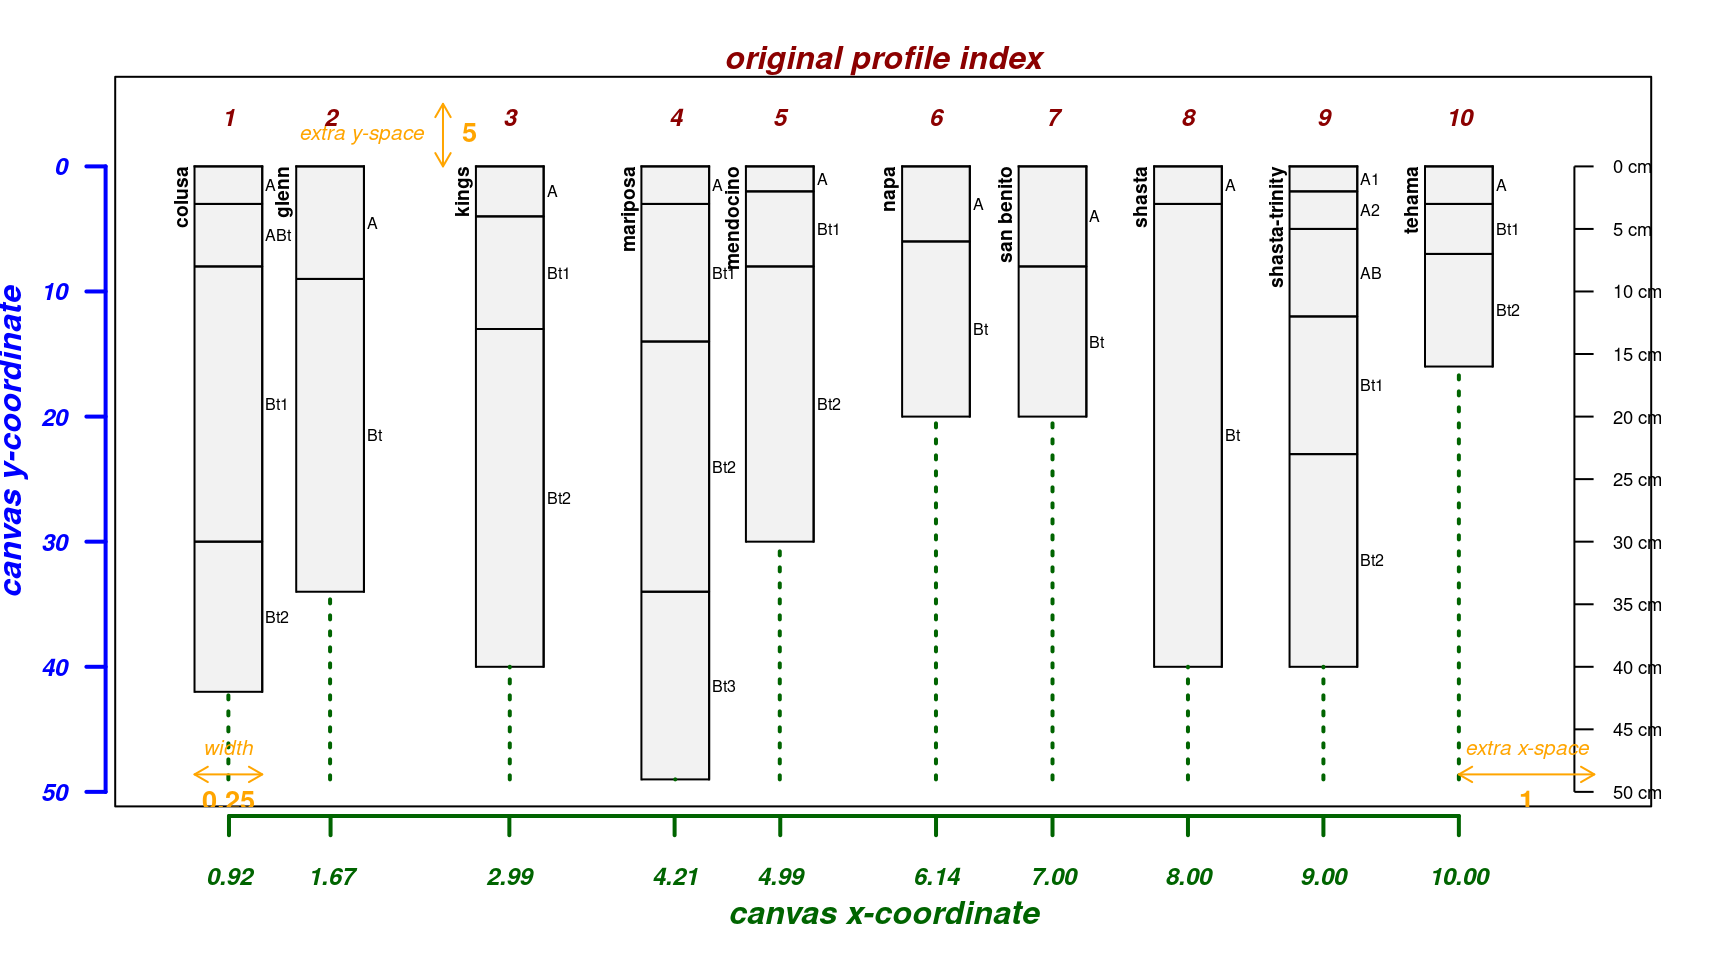 original profile index
1 2 3 4 5 6 7 8 9 10
extra y-space 5
canvas y-coordinate
0
10
20
30
40
50
colusa
A
ABt
Bt1
Bt2
glenn
A
Bt
kings
A
Bt1
Bt2
mariposa
A
Bt1
Bt2
Bt3
mendocino
A
Bt1
Bt2
napa
A
Bt
san benito
A
Bt
shasta
A
Bt
shasta-trinity
A1
A2
AB
Bt1
Bt2
tehama
A
Bt1
Bt2
0 cm
5 cm
10 cm
15 cm
20 cm
25 cm
30 cm
35 cm
40 cm
45 cm
50 cm
width
0.25
extra x-space
1
0.92 1.67 2.99 4.21 4.99 6.14 7.00 8.00 9.00 10.00
canvas x-coordinate